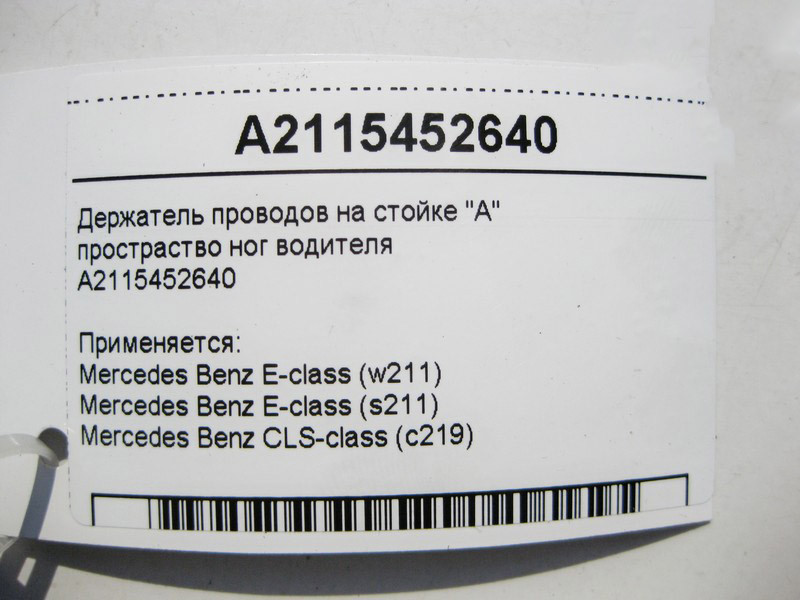 A2115452640
Держатель проводов на стойке "А"
простраство ног водителя
A2115452640
Применяется:
Mercedes Benz E-class (w211)
Mercedes Benz E-class (s211)
Mercedes Benz CLS-class (c219)